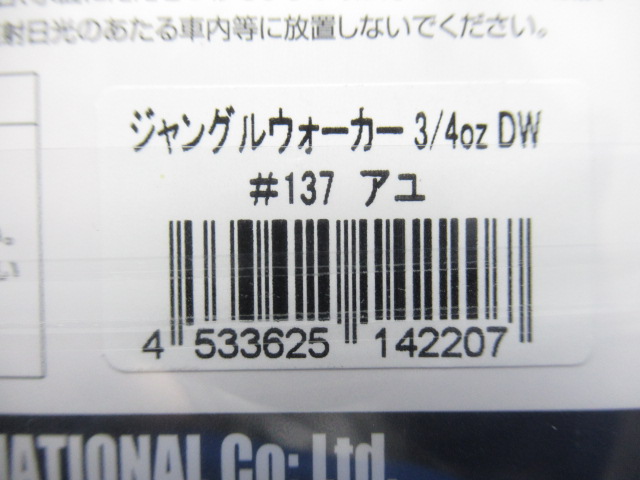 射日光のあたる車内等に放置しないでください。
ジャングルウォーカー 3/4oz DW
#137 アユ
い
4 533625 142207
NATIONAL Co: Ltd.